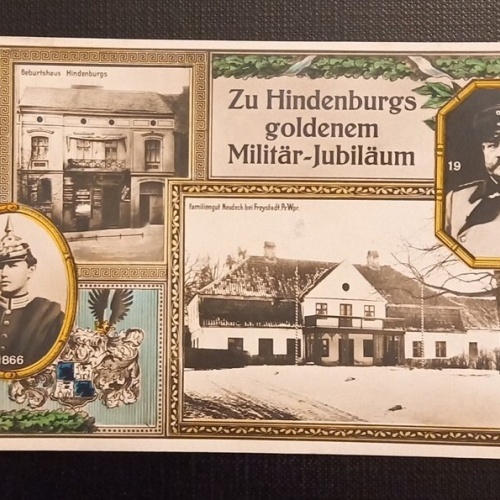 Geburtshaus Hindenburgs
Zu Hindenburgs
goldenem
Militär-Jubiläum
19
Familiengut Neudeck bei Freystadt Pr.Wpr.
1866